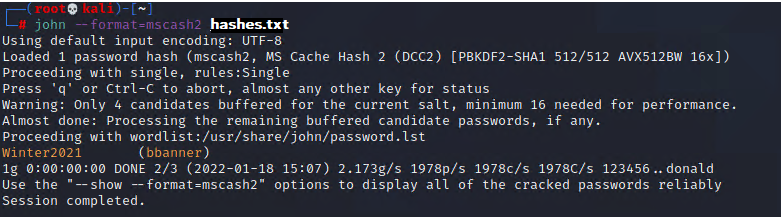 ┌──(root💀kali)-[~]
└─# john --format=mscash2 hashes.txt
Using default input encoding: UTF-8
Loaded 1 password hash (mscash2, MS Cache Hash 2 (DCC2) [PBKDF2-SHA1 512/512 AVX512BW 16x])
Proceeding with single, rules:Single
Press 'q' or Ctrl-C to abort, almost any other key for status
Warning: Only 4 candidates buffered for the current salt, minimum 16 needed for performance.
Almost done: Processing the remaining buffered candidate passwords, if any.
Proceeding with wordlist:/usr/share/john/password.lst
Winter2021 (bbanner)
1g 0:00:00:00 DONE 2/3 (2022-01-18 15:07) 2.173g/s 1978p/s 1978c/s 1978C/s 123456..donald
Use the "--show --format=mscash2" options to display all of the cracked passwords reliably
Session completed.